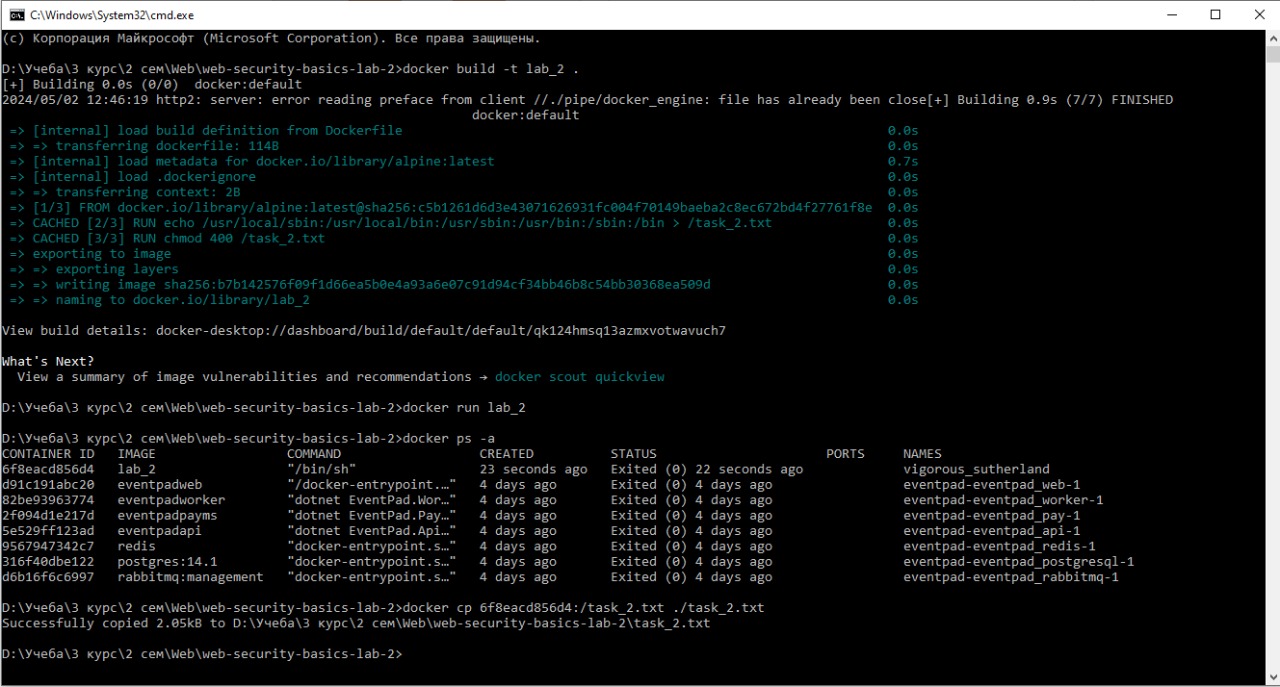 C:\Windows\System32\cmd.exe
(c) Корпорация Майкрософт (Microsoft Corporation). Все права защищены.
D:\Учеба\3 курс\2 сем\Web\web-security-basics-lab-2>docker build -t lab_2 .
[+] Building 0.0s (0/0)  docker:default
2024/05/02 12:46:19 http2: server: error reading preface from client //./pipe/docker_engine: file has already been close[+] Building 0.9s (7/7) FINISHED
docker:default
=> [internal] load build definition from Dockerfile 0.0s
=> => transferring dockerfile: 114B 0.0s
=> [internal] load metadata for docker.io/library/alpine:latest 0.7s
=> [internal] load .dockerignore 0.0s
=> => transferring context: 2B 0.0s
=> [1/3] FROM docker.io/library/alpine:latest@sha256:c5b1261d6d3e43071626931fc004f70149baeba2c8ec672bd4f27761f8e 0.0s
=> CACHED [2/3] RUN echo /usr/local/sbin:/usr/local/bin:/usr/sbin:/usr/bin:/sbin:/bin > /task_2.txt 0.0s
=> CACHED [3/3] RUN chmod 400 /task_2.txt 0.0s
=> exporting to image 0.0s
=> => exporting layers 0.0s
=> => writing image sha256:b7b142576f09f1d66ea5b0e4a93a6e07c91d94cf34bb46b8c54bb30368ea509d 0.0s
=> => naming to docker.io/library/lab_2 0.0s
View build details: docker-desktop://dashboard/build/default/default/qk124hmsq13azmxvotwavuch7
What's Next?
View a summary of image vulnerabilities and recommendations → docker scout quickview
D:\Учеба\3 курс\2 сем\Web\web-security-basics-lab-2>docker run lab_2
D:\Учеба\3 курс\2 сем\Web\web-security-basics-lab-2>docker ps -a
CONTAINER ID   IMAGE   COMMAND   CREATED   STATUS   PORTS   NAMES
6f8eacd856d4   lab_2   "/bin/sh"   23 seconds ago   Exited (0) 22 seconds ago   vigorous_sutherland
d91c191abc20   eventpadweb   "/docker-entrypoint.…"   4 days ago   Exited (0) 4 days ago   eventpad-eventpad_web-1
82be93963774   eventpadworker   "dotnet EventPad.Wor…"   4 days ago   Exited (0) 4 days ago   eventpad-eventpad_worker-1
2f094d1e217d   eventpadpayms   "dotnet EventPad.Pay…"   4 days ago   Exited (0) 4 days ago   eventpad-eventpad_pay-1
5e529ff123ad   eventpadapi   "dotnet EventPad.Api…"   4 days ago   Exited (0) 4 days ago   eventpad-eventpad_api-1
9567947342c7   redis   "docker-entrypoint.s…"   4 days ago   Exited (0) 4 days ago   eventpad-eventpad_redis-1
316f40dbe122   postgres:14.1   "docker-entrypoint.s…"   4 days ago   Exited (0) 4 days ago   eventpad-eventpad_postgresql-1
d6b16f6c6997   rabbitmq:management   "docker-entrypoint.s…"   4 days ago   Exited (0) 4 days ago   eventpad-eventpad_rabbitmq-1
D:\Учеба\3 курс\2 сем\Web\web-security-basics-lab-2>docker cp 6f8eacd856d4:/task_2.txt ./task_2.txt
Successfully copied 2.05kB to D:\Учеба\3 курс\2 сем\Web\web-security-basics-lab-2\task_2.txt
D:\Учеба\3 курс\2 сем\Web\web-security-basics-lab-2>